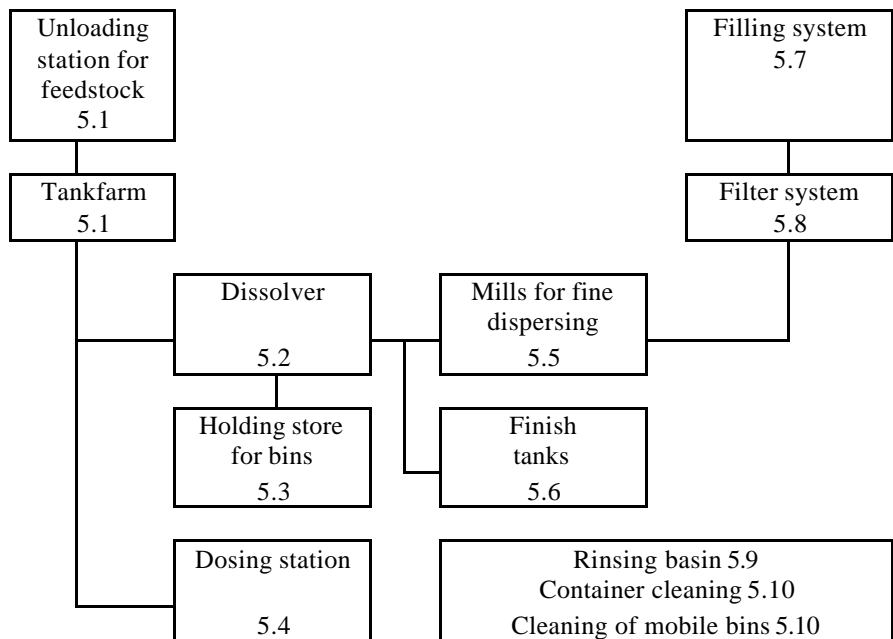 Unloading
station for
feedstock
5.1
Filling system
5.7
Tankfarm
5.1
Filter system
5.8
Dissolver
5.2
Mills for fine
dispersing
5.5
Holding store
for bins
5.3
Finish
tanks
5.6
Dosing station
5.4
Rinsing basin 5.9
Container cleaning 5.10
Cleaning of mobile bins 5.10